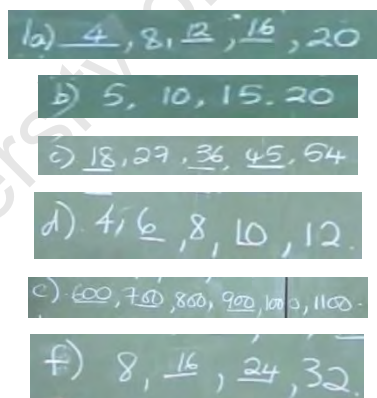 1a) 4, 8, 12, 16, 20
b) 5, 10, 15. 20
c) 18, 27, 36, 45, 54
d). 4, 6, 8, 10, 12.
e). 600, 700, 800, 900, 1000, 1100.
f) 8, 16, 24, 32.